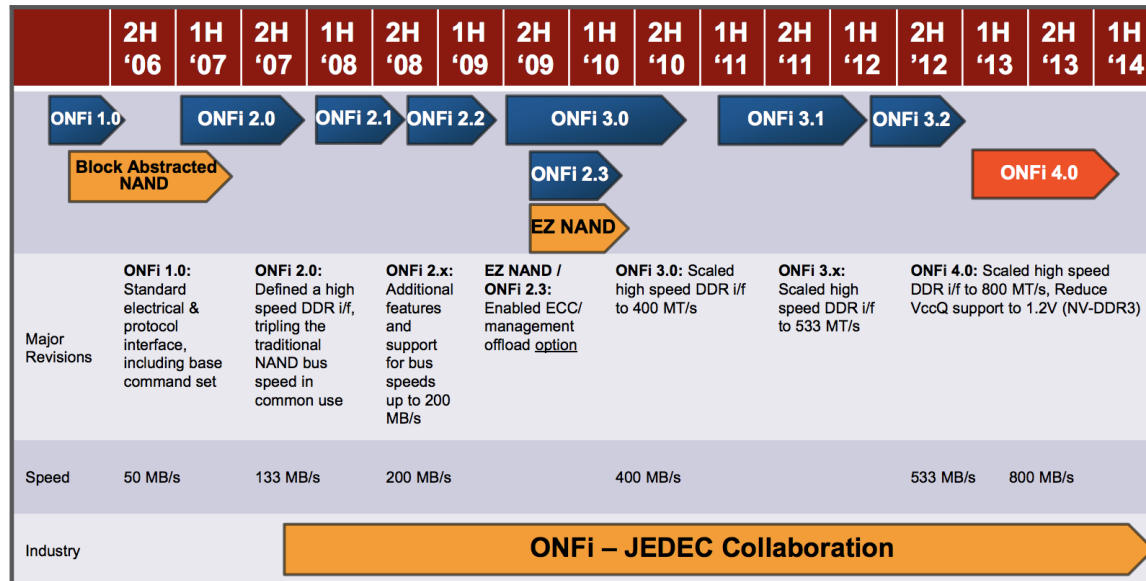 2H 1H 2H 1H 2H 1H 2H 1H 2H 1H 2H 1H 2H 1H 2H 1H
‘06 ‘07 ‘07 ‘08 ‘08 ‘09 ‘09 ‘10 ‘10 ‘11 ‘11 ‘12 ‘12 ‘13 ‘13 ‘14
ONFi 1.0 ONFi 2.0 ONFi 2.1 ONFi 2.2 ONFi 3.0 ONFi 3.1 ONFi 3.2
Block Abstracted
NAND
ONFi 2.3
ONFi 4.0
EZ NAND
Major
Revisions
ONFi 1.0:
Standard
electrical &
protocol
interface,
including base
command set
ONFi 2.0:
Defined a high
speed DDR i/f,
tripling the
traditional
NAND bus
speed in
common use
ONFi 2.x:
Additional
features
and
support
for bus
speeds
up to 200
MB/s
EZ NAND /
ONFi 2.3:
Enabled ECC/
management
offload option
ONFi 3.0: Scaled
high speed DDR i/f
to 400 MT/s
ONFi 3.x:
Scaled high
speed DDR i/f
to 533 MT/s
ONFi 4.0: Scaled high speed
DDR i/f to 800 MT/s, Reduce
VccQ support to 1.2V (NV-DDR3)
Speed 50 MB/s 133 MB/s 200 MB/s 400 MB/s 533 MB/s 800 MB/s
Industry ONFi – JEDEC Collaboration